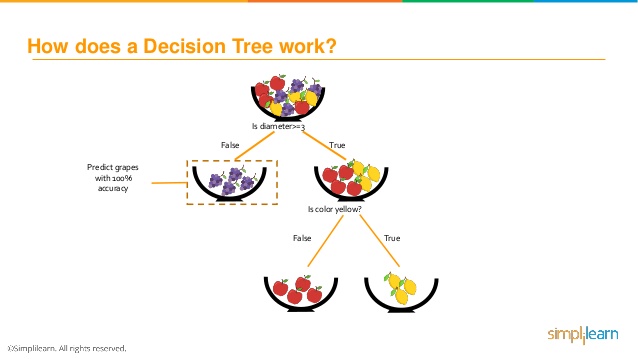 How does a Decision Tree work?
Is diameter>=3
False
True
Predict grapes
with 100%
accuracy
Is color yellow?
False
True
©Simplilearn. All rights reserved.
simplilearn